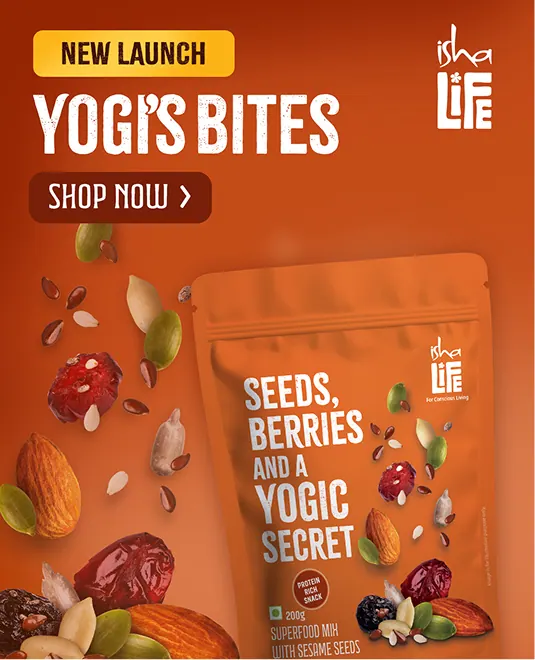 NEW LAUNCH
isha
LIFE
YOGI'S BITES
SHOP NOW >
isha
LIFE
For Conscious Living
SEEDS,
BERRIES
AND A
YOGIC
SECRET
PROTEIN
RICH
SNACK
200g
SUPERFOOD MIX
WITH SESAME SEEDS